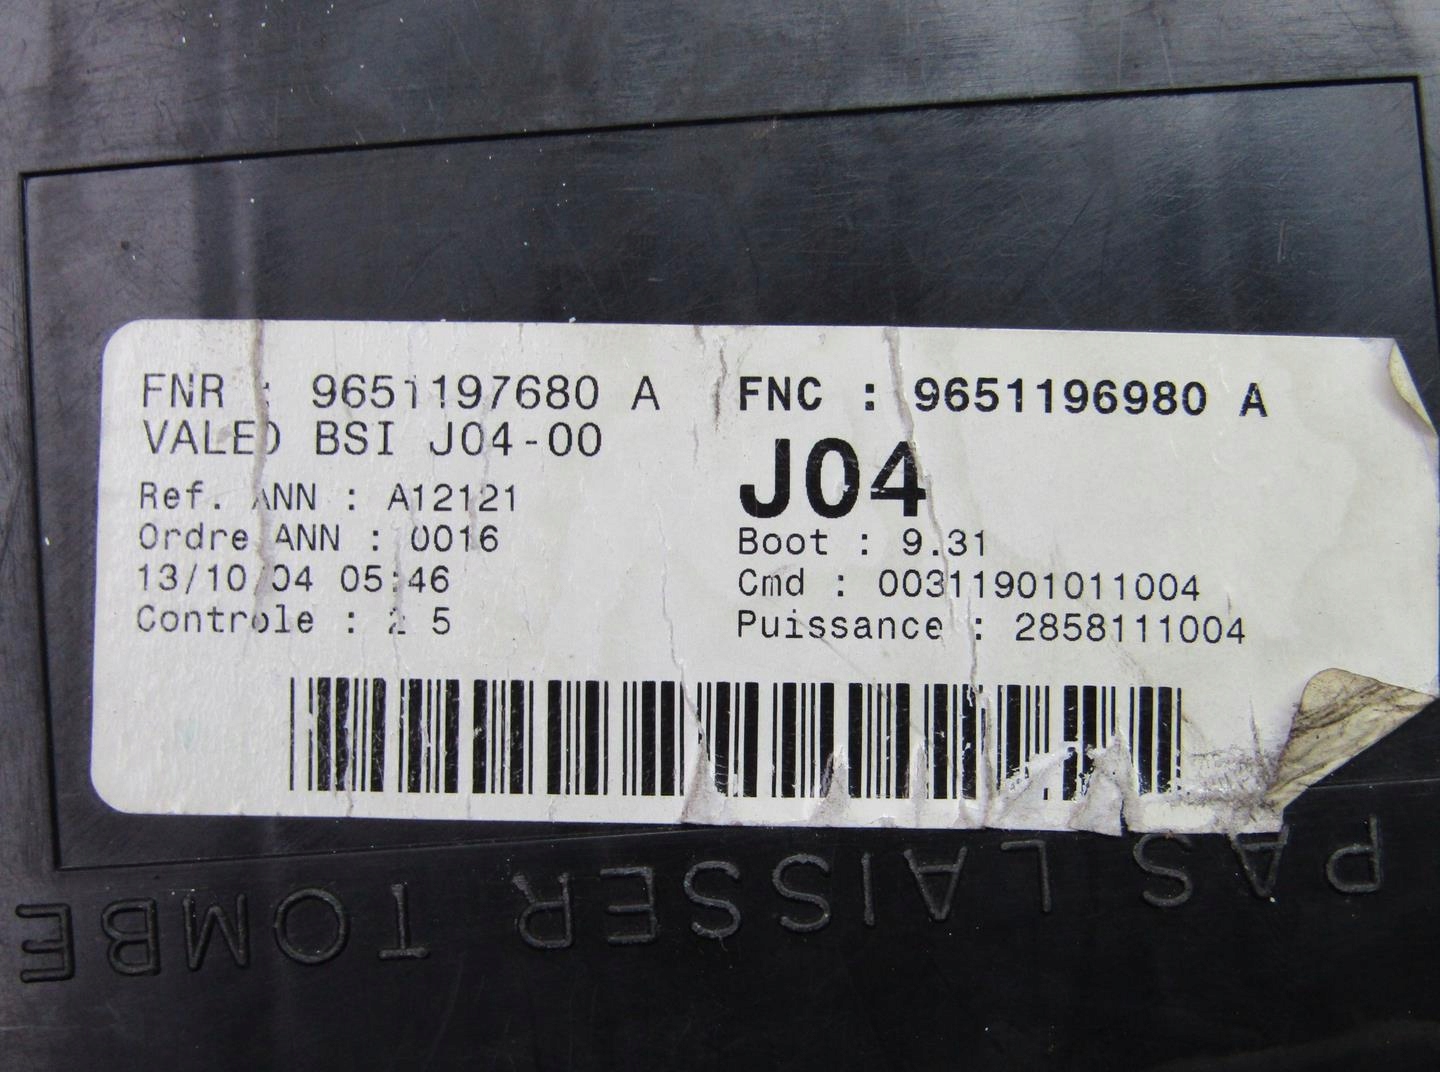 FNR : 9651197680 A
VALEO BSI J04-00
Ref. ANN : A12121
Ordre ANN : 0016
13/10/04 05:46
Controle : 2 5
FNC : 9651196980 A
J04
Boot : 9.31
Cmd : 00311901011004
Puissance : 2858111004
PAS LAISSER TOMBE